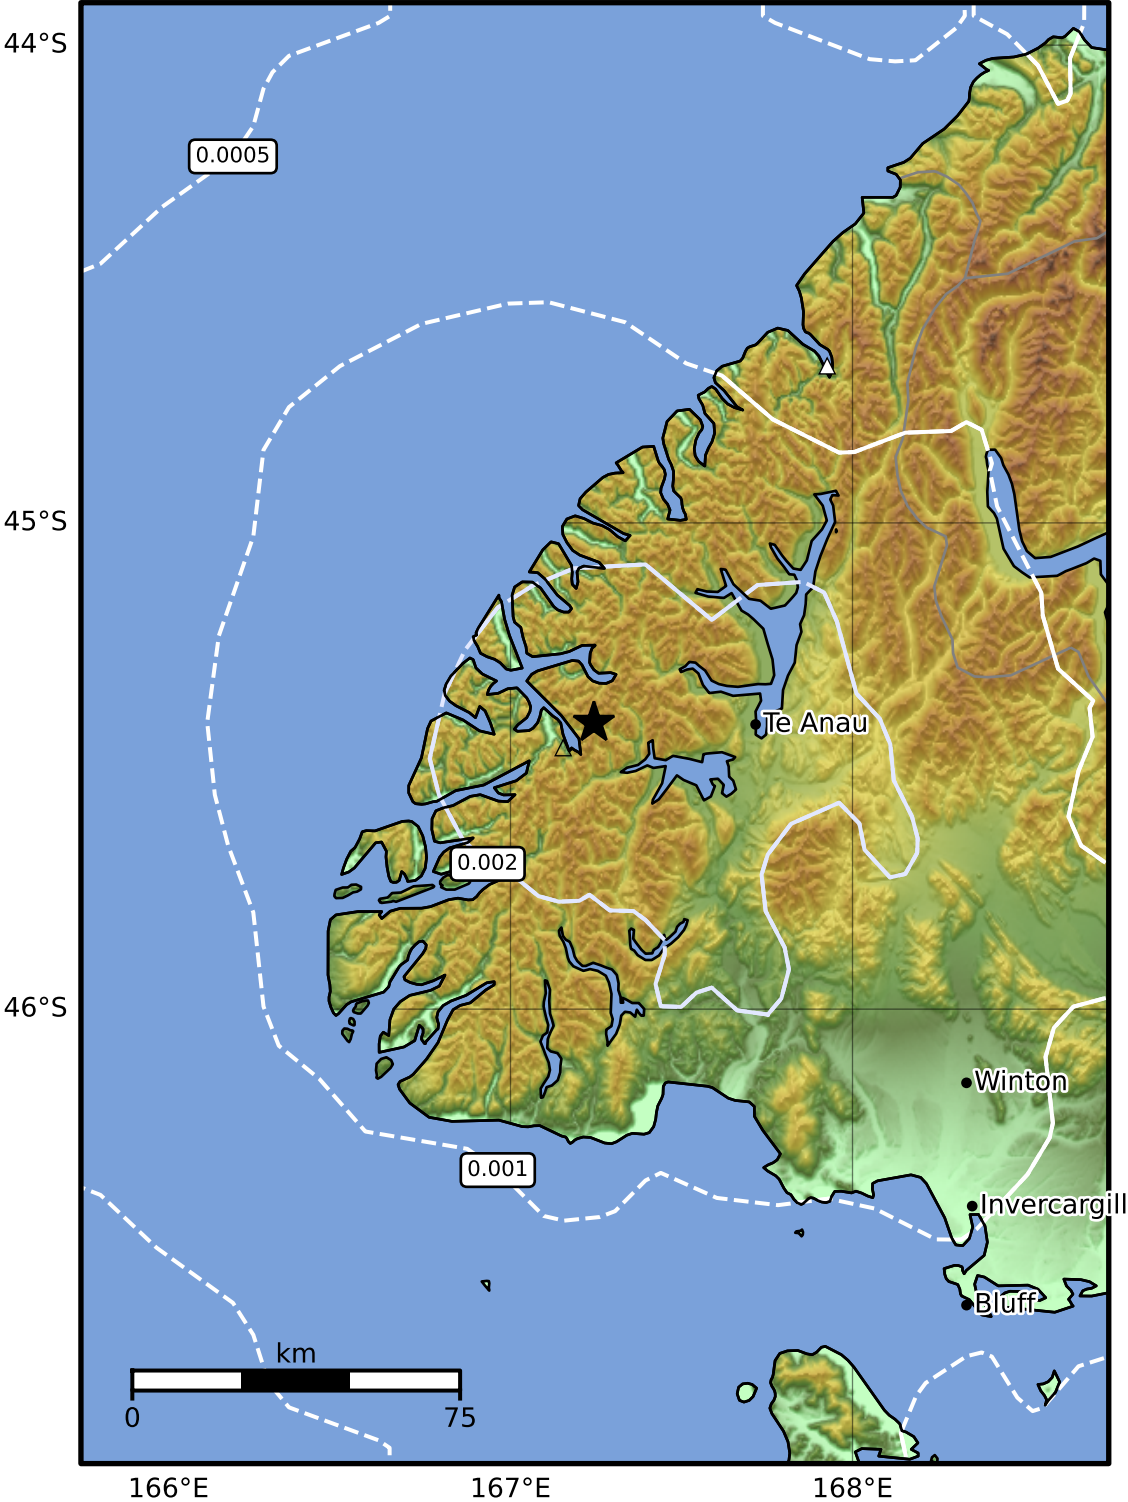 44°S
0.0005
45°S
Te Anau
0.002
46°S
Winton
0.001
Invercargill
Bluff
km
0 75
166°E 167°E 168°E